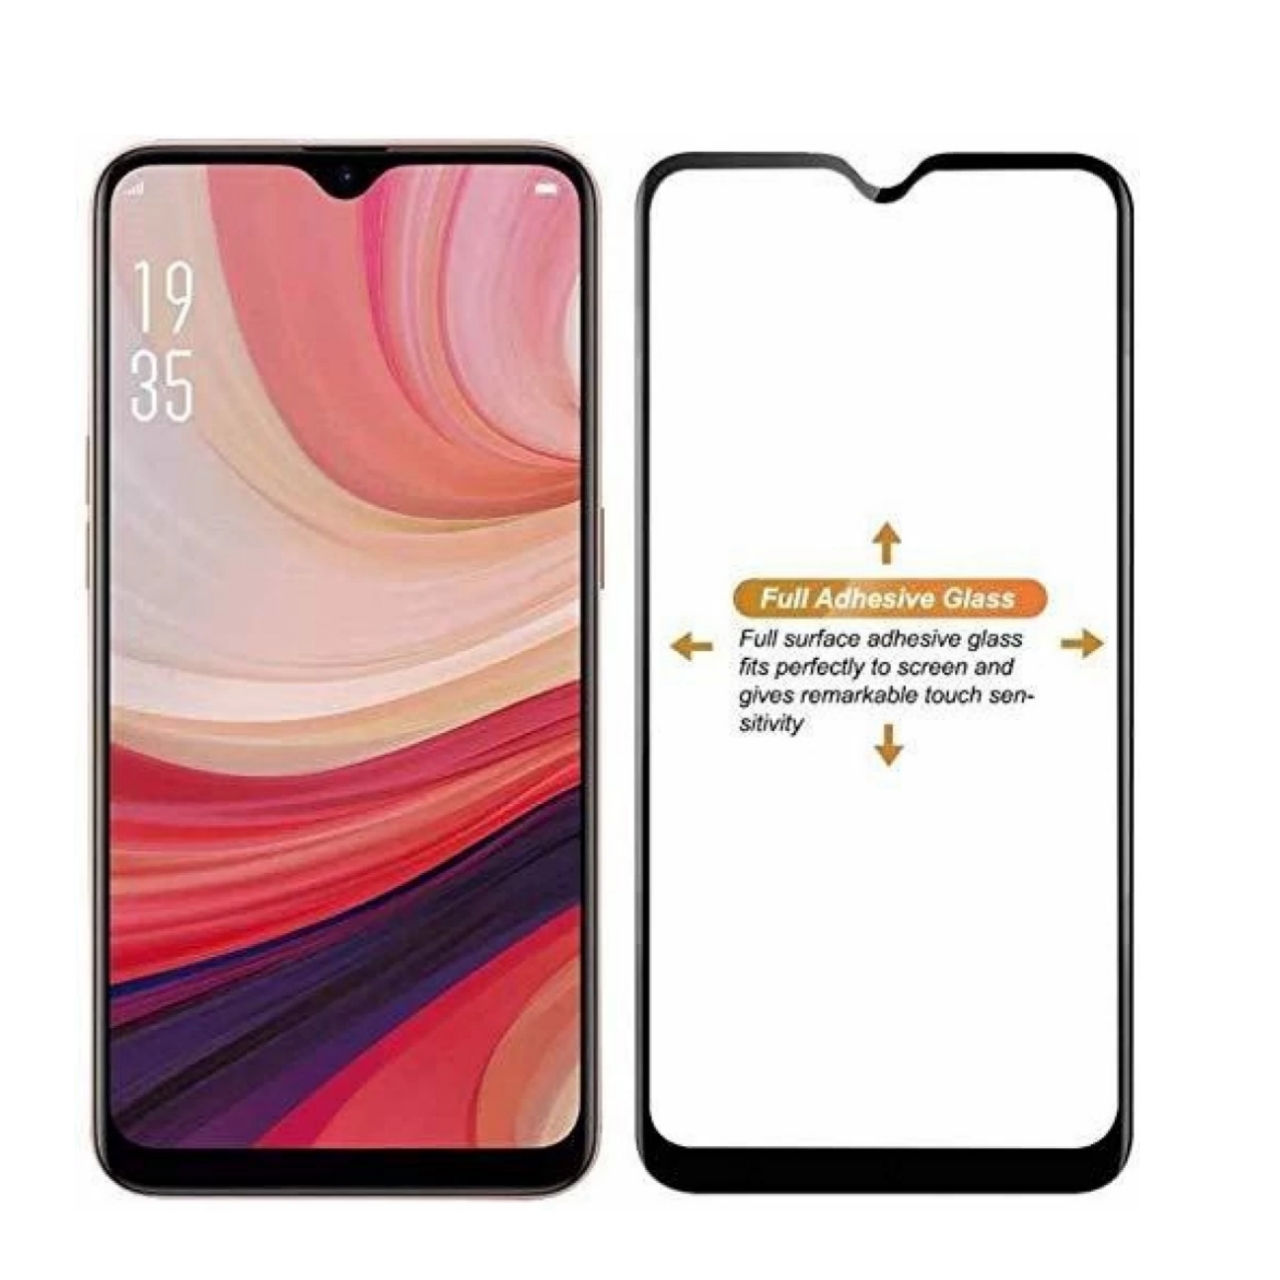 19
35
Full Adhesive Glass
Full surface adhesive glass
fits perfectly to screen and
gives remarkable touch sen-
sitivity